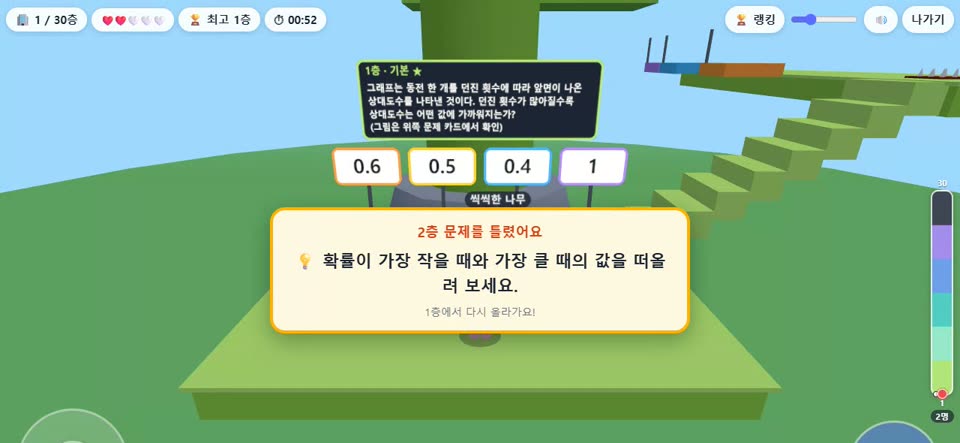 1 / 30층
최고 1층
00:52
랭킹
나가기
1층 · 기본 ★
그래프는 동전 한 개를 던진 횟수에 따라 앞면이 나온
상대도수를 나타낸 것이다. 던진 횟수가 많아질수록
상대도수는 어떤 값에 가까워지는가?
(그림은 위쪽 문제 카드에서 확인)
0.6
0.5
0.4
1
씩씩한 나무
2층 문제를 틀렸어요
확률이 가장 작을 때와 가장 클 때의 값을 떠올
려 보세요.
1층에서 다시 올라가요!
30
1
2명